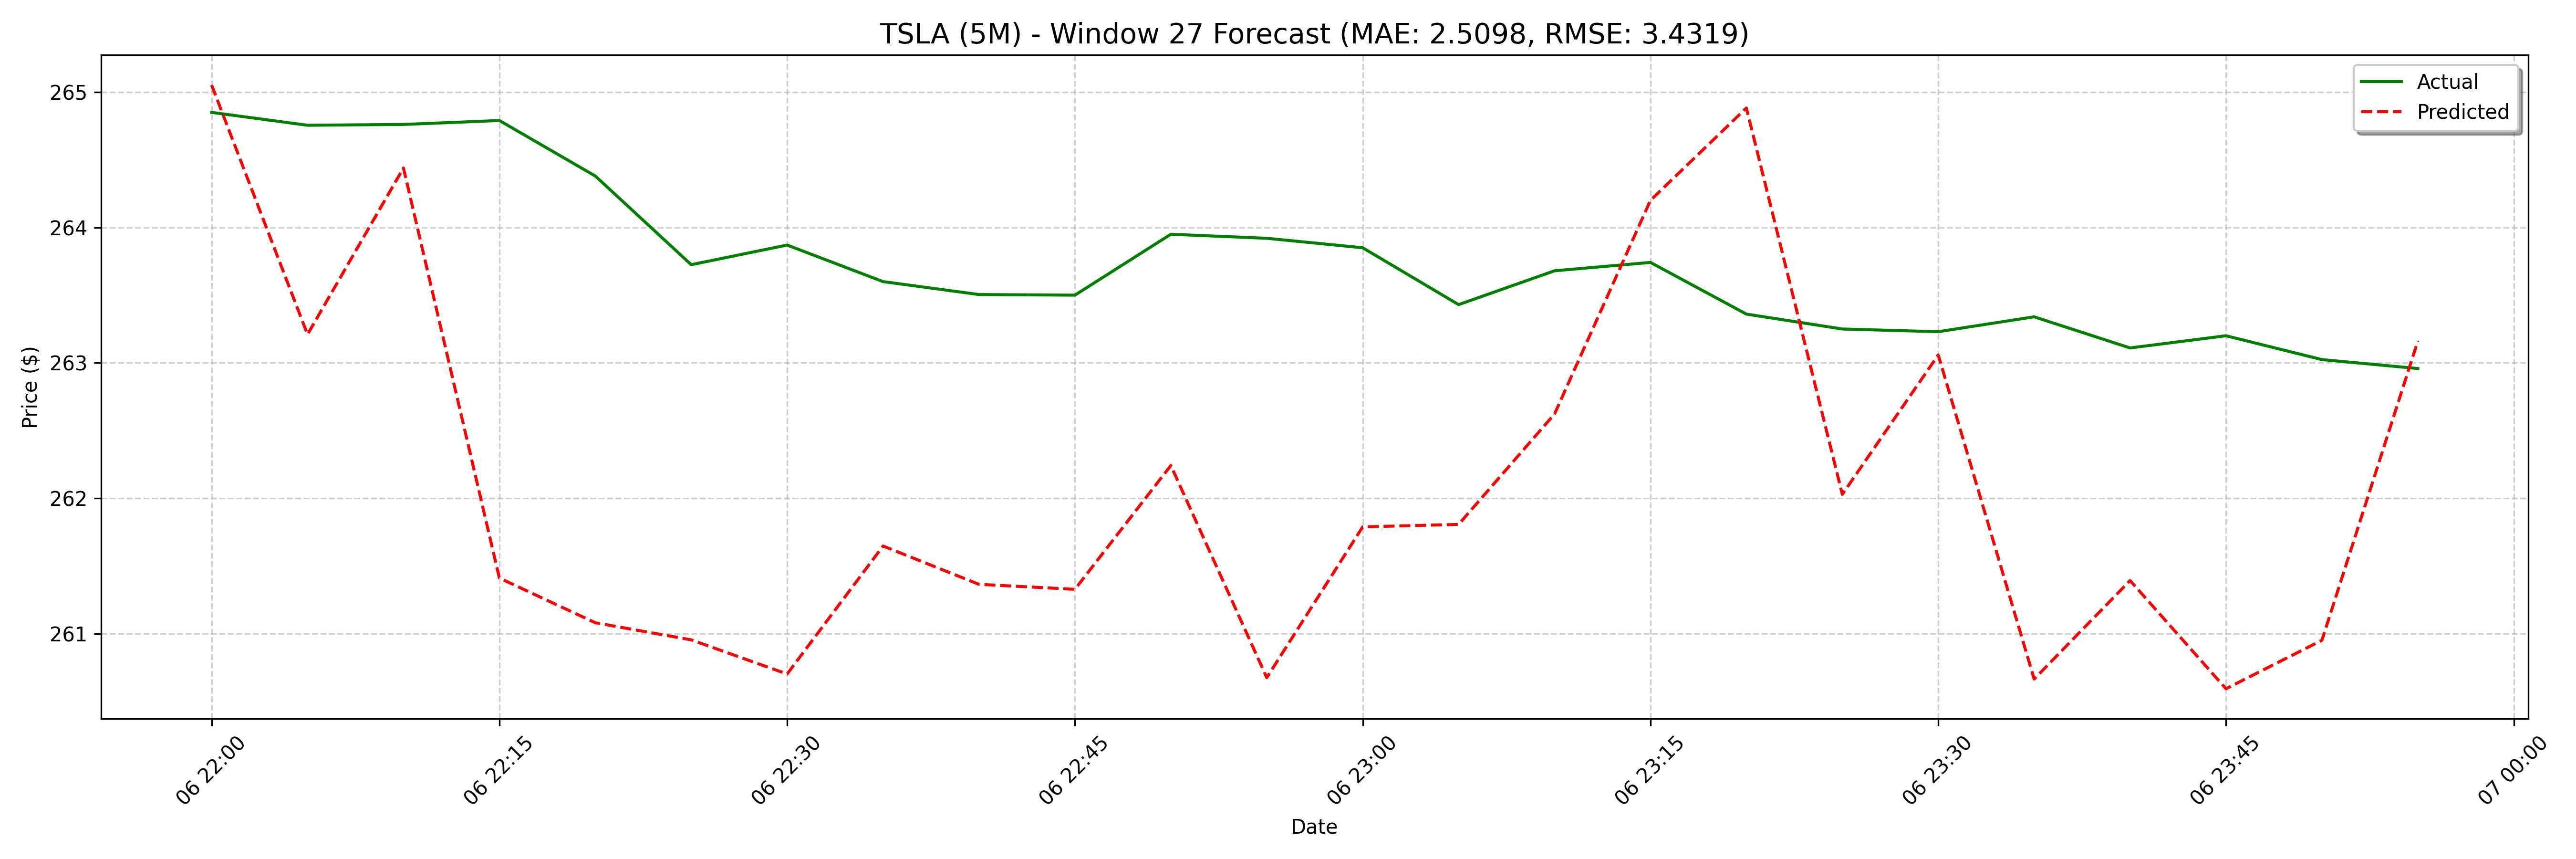 TSLA (5M) - Window 27 Forecast (MAE: 2.5098, RMSE: 3.4319)
Actual
Predicted
Price ($)
265
264
263
262
261
06 22:00
06 22:15
06 22:30
06 22:45
06 23:00
06 23:15
06 23:30
06 23:45
07 00:00
Date